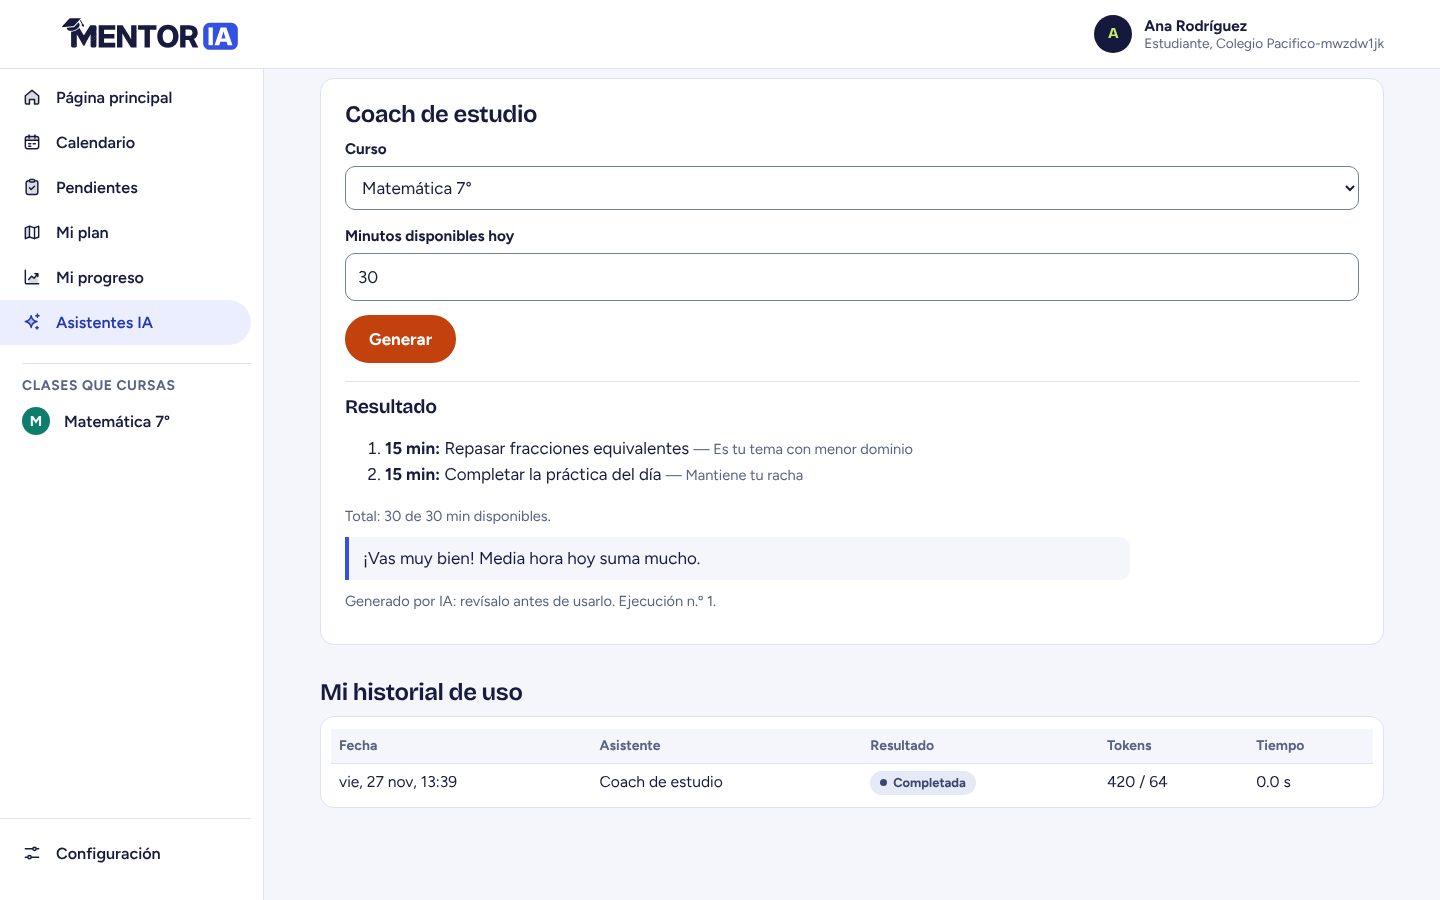 MENTOR IA
A
Ana Rodríguez
Estudiante, Colegio Pacifico-mwzdw1jk
Página principal
Calendario
Pendientes
Mi plan
Mi progreso
Asistentes IA
CLASES QUE CURSAS
M Matemática 7°
Configuración
Coach de estudio
Curso
Matemática 7°
Minutos disponibles hoy
30
Generar
Resultado
1. 15 min: Repasar fracciones equivalentes — Es tu tema con menor dominio
2. 15 min: Completar la práctica del día — Mantiene tu racha
Total: 30 de 30 min disponibles.
¡Vas muy bien! Media hora hoy suma mucho.
Generado por IA: revísalo antes de usarlo. Ejecución n.º 1.
Mi historial de uso
Fecha Asistente Resultado Tokens Tiempo
vie, 27 nov, 13:39 Coach de estudio Completada 420 / 64 0.0 s